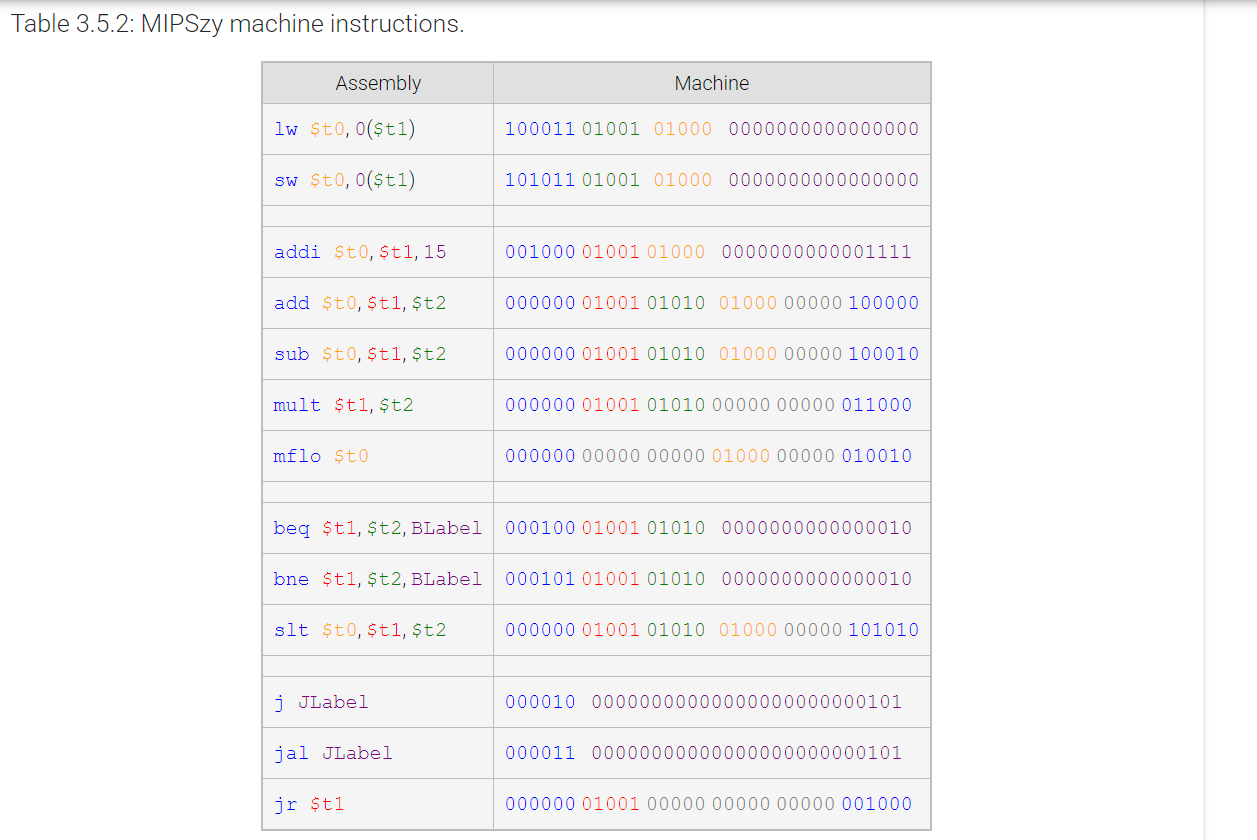 Table 3.5.2: MIPSzy machine instructions.
Assembly Machine
lw $t0, 0($t1) 100011 01001 01000 0000000000000000
sw $t0, 0($t1) 101011 01001 01000 0000000000000000
addi $t0, $t1, 15 001000 01001 01000 0000000000001111
add $t0, $t1, $t2 000000 01001 01010 01000 00000 100000
sub $t0, $t1, $t2 000000 01001 01010 01000 00000 100010
mult $t1, $t2 000000 01001 01010 00000 00000 011000
mflo $t0 000000 00000 00000 01000 00000 010010
beq $t1, $t2, BLabel 000100 01001 01010 0000000000000010
bne $t1, $t2, BLabel 000101 01001 01010 0000000000000010
slt $t0, $t1, $t2 000000 01001 01010 01000 00000 101010
j JLabel 000010 00000000000000000000000101
jal JLabel 000011 00000000000000000000000101
jr $t1 000000 01001 00000 00000 00000 001000